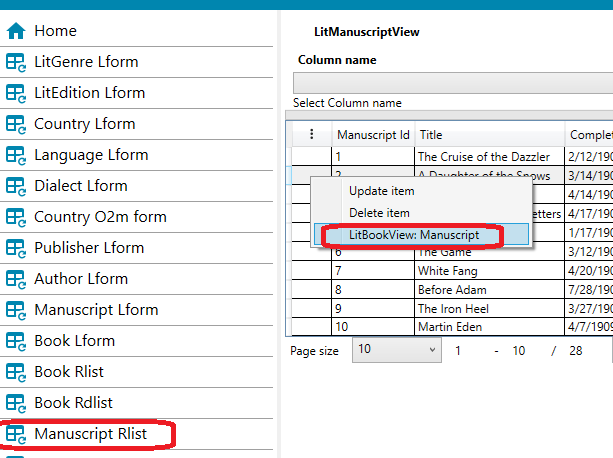 Home
LitGenre Lform
LitEdition Lform
Country Lform
Language Lform
Dialect Lform
Country O2m form
Publisher Lform
Author Lform
Manuscript Lform
Book Lform
Book Rlist
Book Rdlist
Manuscript Rlist
LitManuscriptView
Column name
Select Column name
Manuscript Id Title Complet
1 The Cruise of the Dazzler 2/12/190
2 A Daughter of the Snows 3/14/190
4/14/190
etters 4/17/190
1/17/190
6 The Game 3/12/190
7 White Fang 4/20/190
8 Before Adam 7/28/190
9 The Iron Heel 3/27/190
10 Martin Eden 4/7/1909
Update item
Delete item
LitBookView: Manuscript
Page size 10 1 - 10 / 28